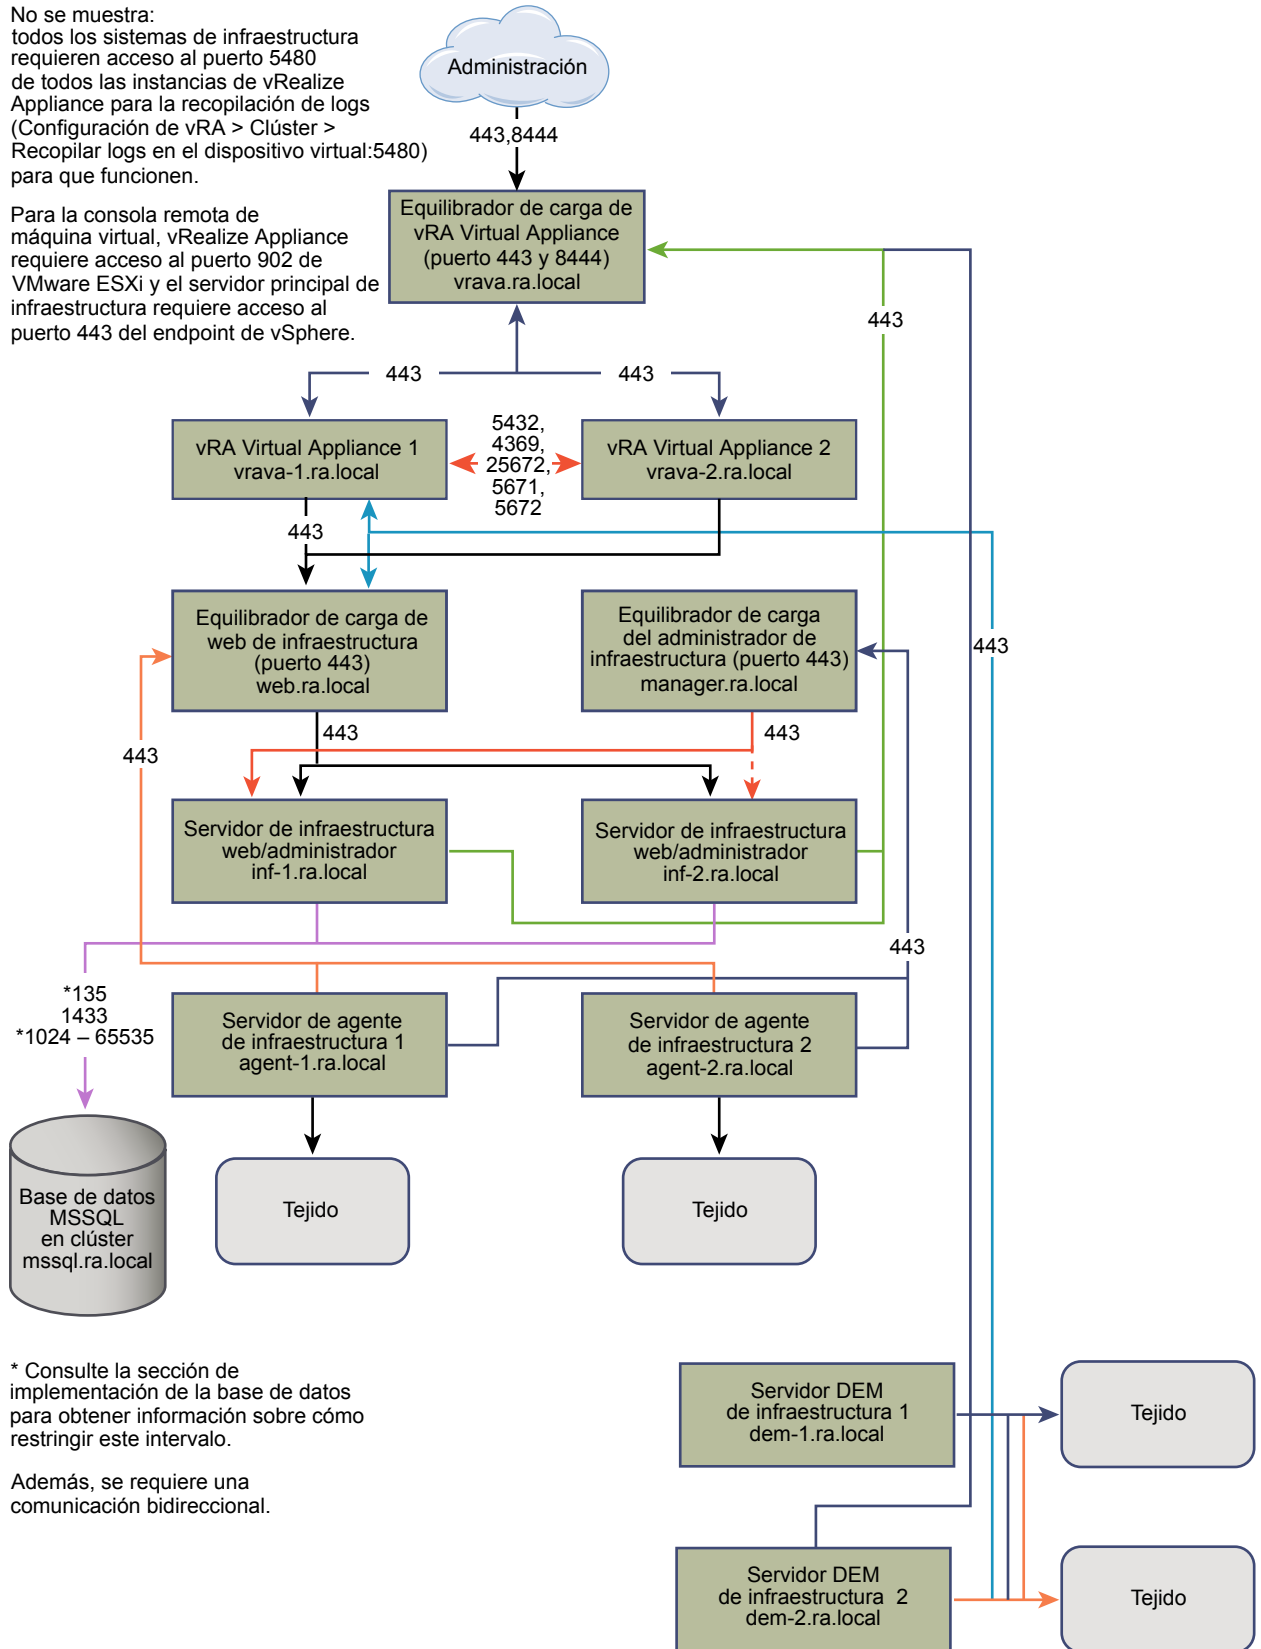 No se muestra:
todos los sistemas de infraestructura
requieren acceso al puerto 5480
de todos las instancias de vRealize
Appliance para la recopilación de logs
(Configuración de vRA > Clúster >
Recopilar logs en el dispositivo virtual:5480)
para que funcionen.
Para la consola remota de
máquina virtual, vRealize Appliance
requiere acceso al puerto 902 de
VMware ESXi y el servidor principal de
infraestructura requiere acceso al
puerto 443 del endpoint de vSphere.
Administración
443,8444
Equilibrador de carga de
vRA Virtual Appliance
(puerto 443 y 8444)
vrava.ra.local
443
443
443
vRA Virtual Appliance 1
vrava-1.ra.local
5432,
4369,
25672,
5671,
5672
vRA Virtual Appliance 2
vrava-2.ra.local
443
Equilibrador de carga de
web de infraestructura
(puerto 443)
web.ra.local
Equilibrador de carga
del administrador de
infraestructura (puerto 443)
manager.ra.local
443
443
443
443
Servidor de infraestructura
web/administrador
inf-1.ra.local
Servidor de infraestructura
web/administrador
inf-2.ra.local
443
*135
1433
*1024 – 65535
Servidor de agente
de infraestructura 1
agent-1.ra.local
Servidor de agente
de infraestructura 2
agent-2.ra.local
Base de datos
MSSQL
en clúster
mssql.ra.local
Tejido
Tejido
* Consulte la sección de
implementación de la base de datos
para obtener información sobre cómo
restringir este intervalo.
Además, se requiere una
comunicación bidireccional.
Servidor DEM
de infraestructura 1
dem-1.ra.local
Tejido
Servidor DEM
de infraestructura 2
dem-2.ra.local
Tejido